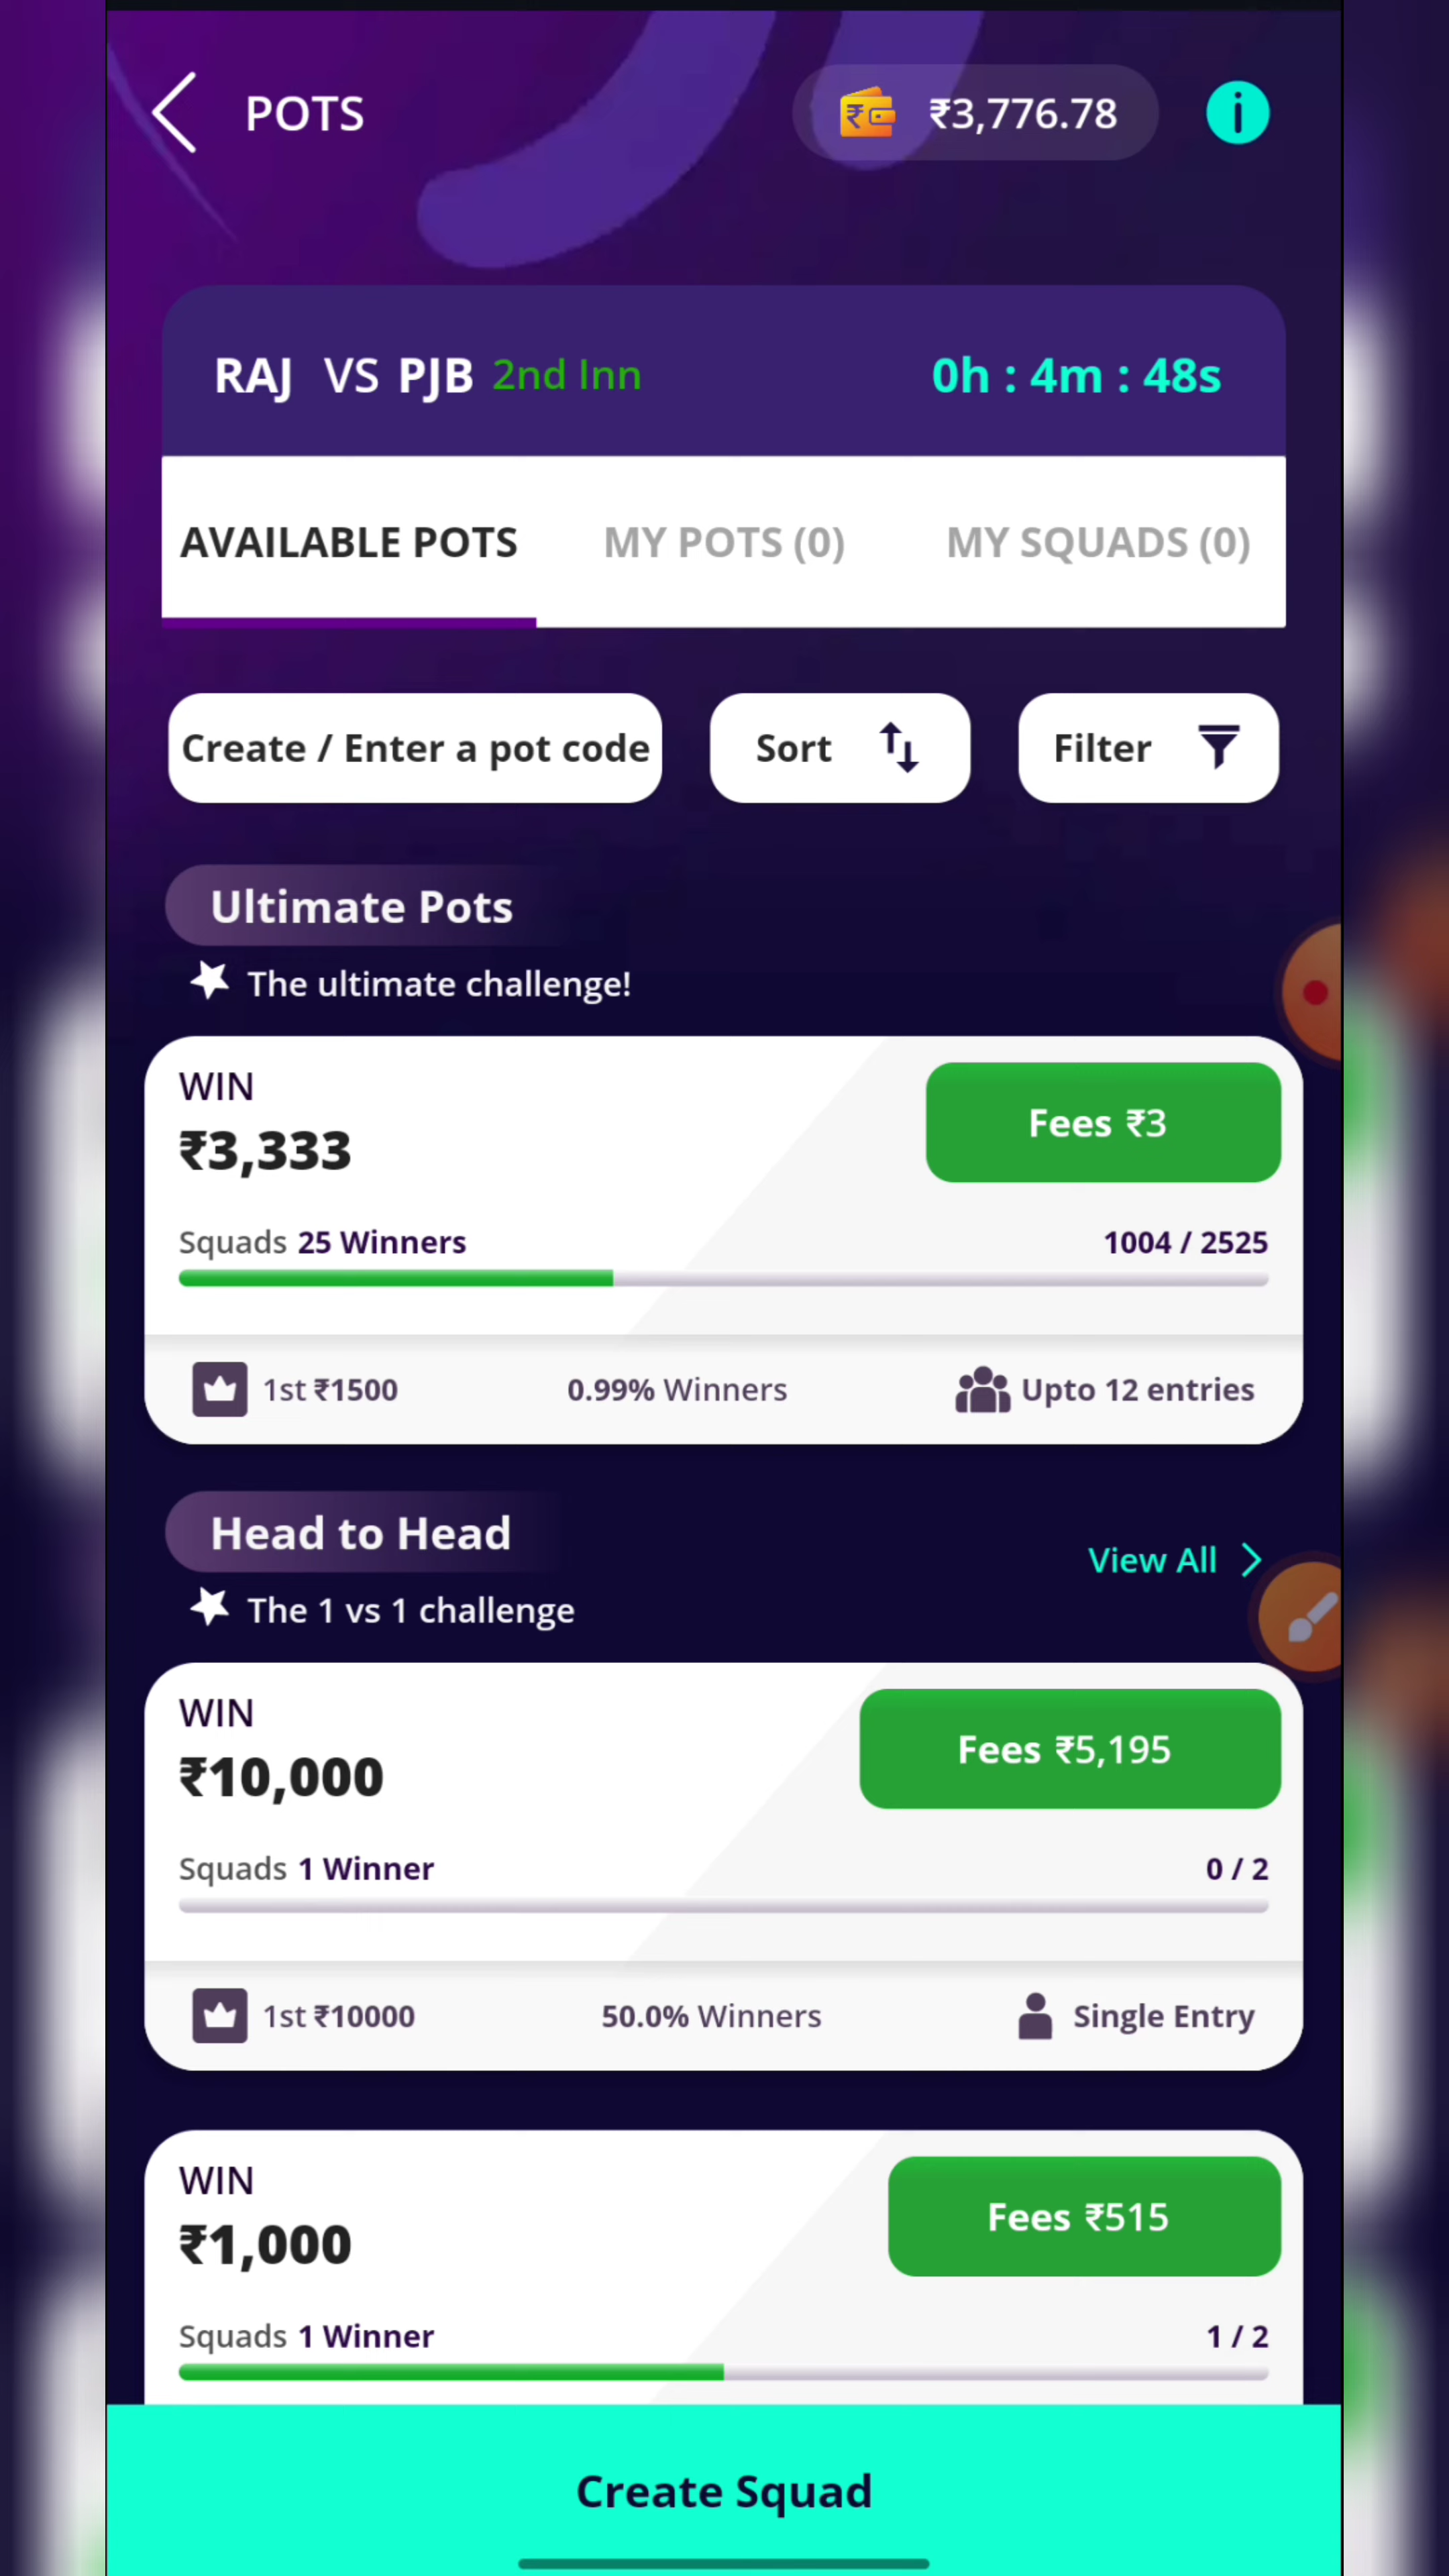 POTS
₹3,776.78
RAJ VS PJB 2nd Inn
0h : 4m : 48s
AVAILABLE POTS
MY POTS (0)
MY SQUADS (0)
Create / Enter a pot code
Sort
Filter
Ultimate Pots
The ultimate challenge!
WIN
₹3,333
Fees ₹3
Squads 25 Winners
1004 / 2525
1st ₹1500
0.99% Winners
Upto 12 entries
Head to Head
View All
The 1 vs 1 challenge
WIN
₹10,000
Fees ₹5,195
Squads 1 Winner
0 / 2
1st ₹10000
50.0% Winners
Single Entry
WIN
₹1,000
Fees ₹515
Squads 1 Winner
1 / 2
Create Squad